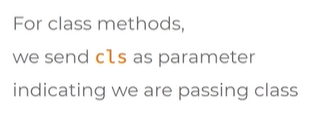 For class methods,
we send cls as parameter
indicating we are passing class